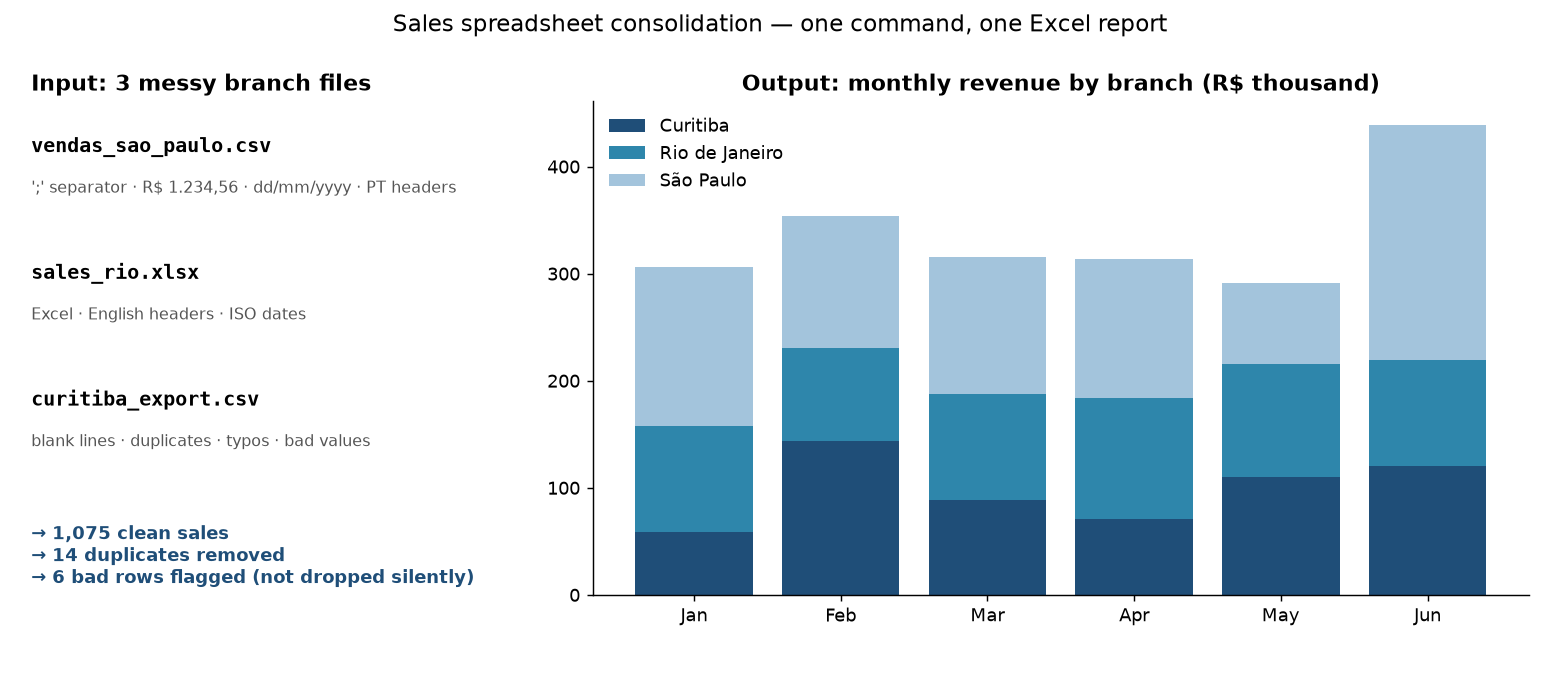 Sales spreadsheet consolidation — one command, one Excel report
Input: 3 messy branch files
vendas_sao_paulo.csv
';' separator · R$ 1.234,56 · dd/mm/yyyy · PT headers
sales_rio.xlsx
Excel · English headers · ISO dates
curitiba_export.csv
blank lines · duplicates · typos · bad values
→ 1,075 clean sales
→ 14 duplicates removed
→ 6 bad rows flagged (not dropped silently)
Output: monthly revenue by branch (R$ thousand)
Curitiba
Rio de Janeiro
São Paulo
400
300
200
100
0
Jan Feb Mar Apr May Jun